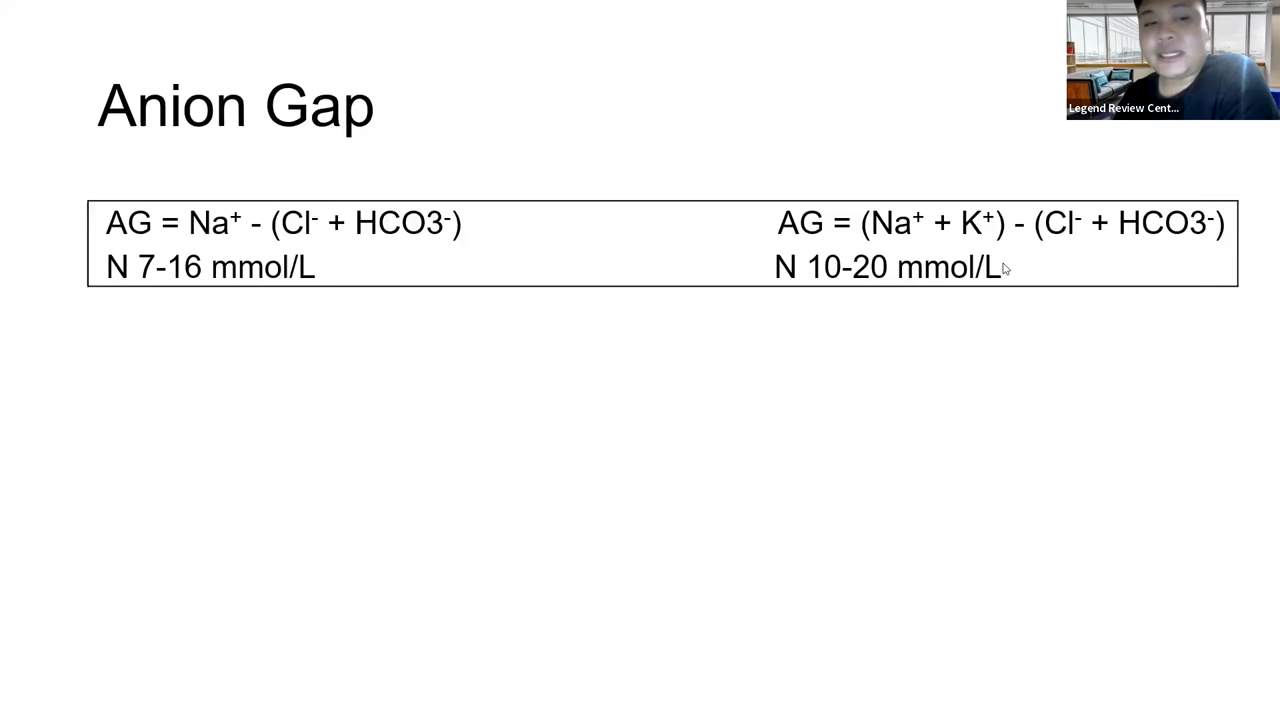 Legend Review Cent...
Anion Gap
AG = Na⁺ - (Cl⁻ + HCO3⁻)
N 7-16 mmol/L
AG = (Na⁺ + K⁺) - (Cl⁻ + HCO3⁻)
N 10-20 mmol/L